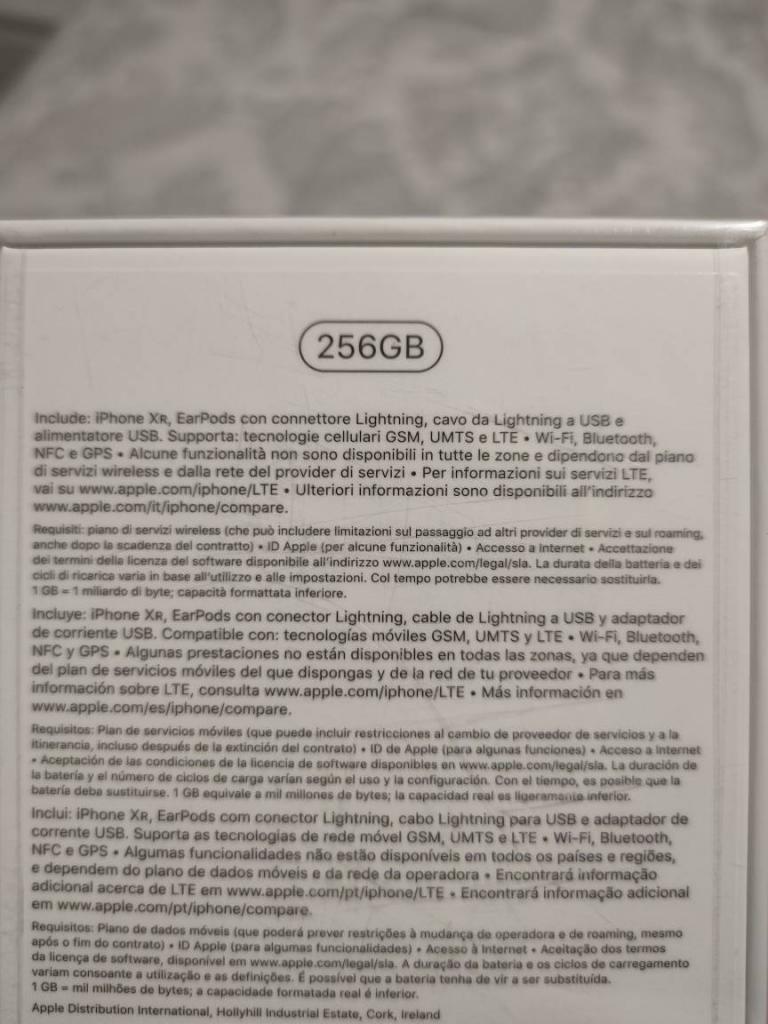 256GB
Include: iPhone XR, EarPods con connettore Lightning, cavo da Lightning a USB e
alimentatore USB. Supporta: tecnologie cellulari GSM, UMTS e LTE • Wi-Fi, Bluetooth,
NFC e GPS • Alcune funzionalità non sono disponibili in tutte le zone e dipendono dal piano
di servizi wireless e dalla rete del provider di servizi • Per informazioni sui servizi LTE,
vai su www.apple.com/iphone/LTE • Ulteriori informazioni sono disponibili all'indirizzo
www.apple.com/it/iphone/compare.
Requisiti: piano di servizi wireless (che può includere limitazioni sul passaggio ad altri provider di servizi e sul roaming,
anche dopo la scadenza del contratto) • ID Apple (per alcune funzionalità) • Accesso a Internet • Accettazione
dei termini della licenza del software disponibile all'indirizzo www.apple.com/legal/sla. La durata della batteria e dei
cicli di ricarica varia in base all'utilizzo e alle impostazioni. Col tempo potrebbe essere necessario sostituirla.
1 GB = 1 miliardo di byte; capacità formattata inferiore.
Incluye: iPhone XR, EarPods con conector Lightning, cable de Lightning a USB y adaptador
de corriente USB. Compatible con: tecnologías móviles GSM, UMTS y LTE • Wi-Fi, Bluetooth,
NFC y GPS • Algunas prestaciones no están disponibles en todas las zonas, ya que dependen
del plan de servicios móviles del que dispongas y de la red de tu proveedor • Para más
información sobre LTE, consulta www.apple.com/iphone/LTE • Más información en
www.apple.com/es/iphone/compare.
Requisitos: Plan de servicios móviles (que puede incluir restricciones al cambio de proveedor de servicios y a la
itinerancia, incluso después de la extinción del contrato) • ID de Apple (para algunas funciones) • Acceso a Internet
• Aceptación de las condiciones de la licencia de software disponibles en www.apple.com/legal/sla. La duración de
la batería y el número de ciclos de carga varían según el uso y la configuración. Con el tiempo, es posible que la
batería deba sustituirse. 1 GB equivale a mil millones de bytes; la capacidad real es ligeramente inferior.
Inclui: iPhone XR, EarPods com conector Lightning, cabo Lightning para USB e adaptador de
corrente USB. Suporta as tecnologias de rede móvel GSM, UMTS e LTE • Wi-Fi, Bluetooth,
NFC e GPS • Algumas funcionalidades não estão disponíveis em todos os países e regiões,
e dependem do plano de dados móveis e da rede da operadora • Encontrará informação
adicional acerca de LTE em www.apple.com/pt/iphone/LTE • Encontrará informação adicional
em www.apple.com/pt/iphone/compare.
Requisitos: Plano de dados móveis (que poderá prever restrições à mudança de operadora e de roaming, mesmo
após o fim do contrato) • ID Apple (para algumas funcionalidades) • Acesso à Internet • Aceitação dos termos
da licença de software, disponível em www.apple.com/legal/sla. A duração da bateria e os ciclos de carregamento
variam consoante a utilização e as definições. É possível que a bateria tenha de vir a ser substituída.
1 GB = mil milhões de bytes; a capacidade formatada real é inferior.
Apple Distribution International, Hollyhill Industrial Estate, Cork, Ireland